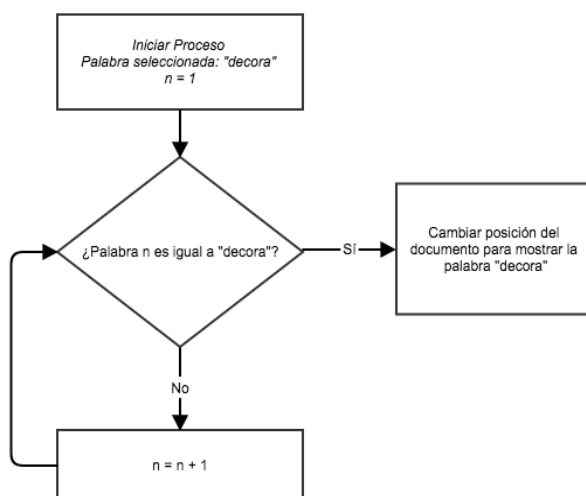 Iniciar Proceso
Palabra seleccionada: "decora"
n = 1
¿Palabra n es igual a "decora"?
Sí
Cambiar posición del
documento para mostrar la
palabra "decora"
No
n = n + 1